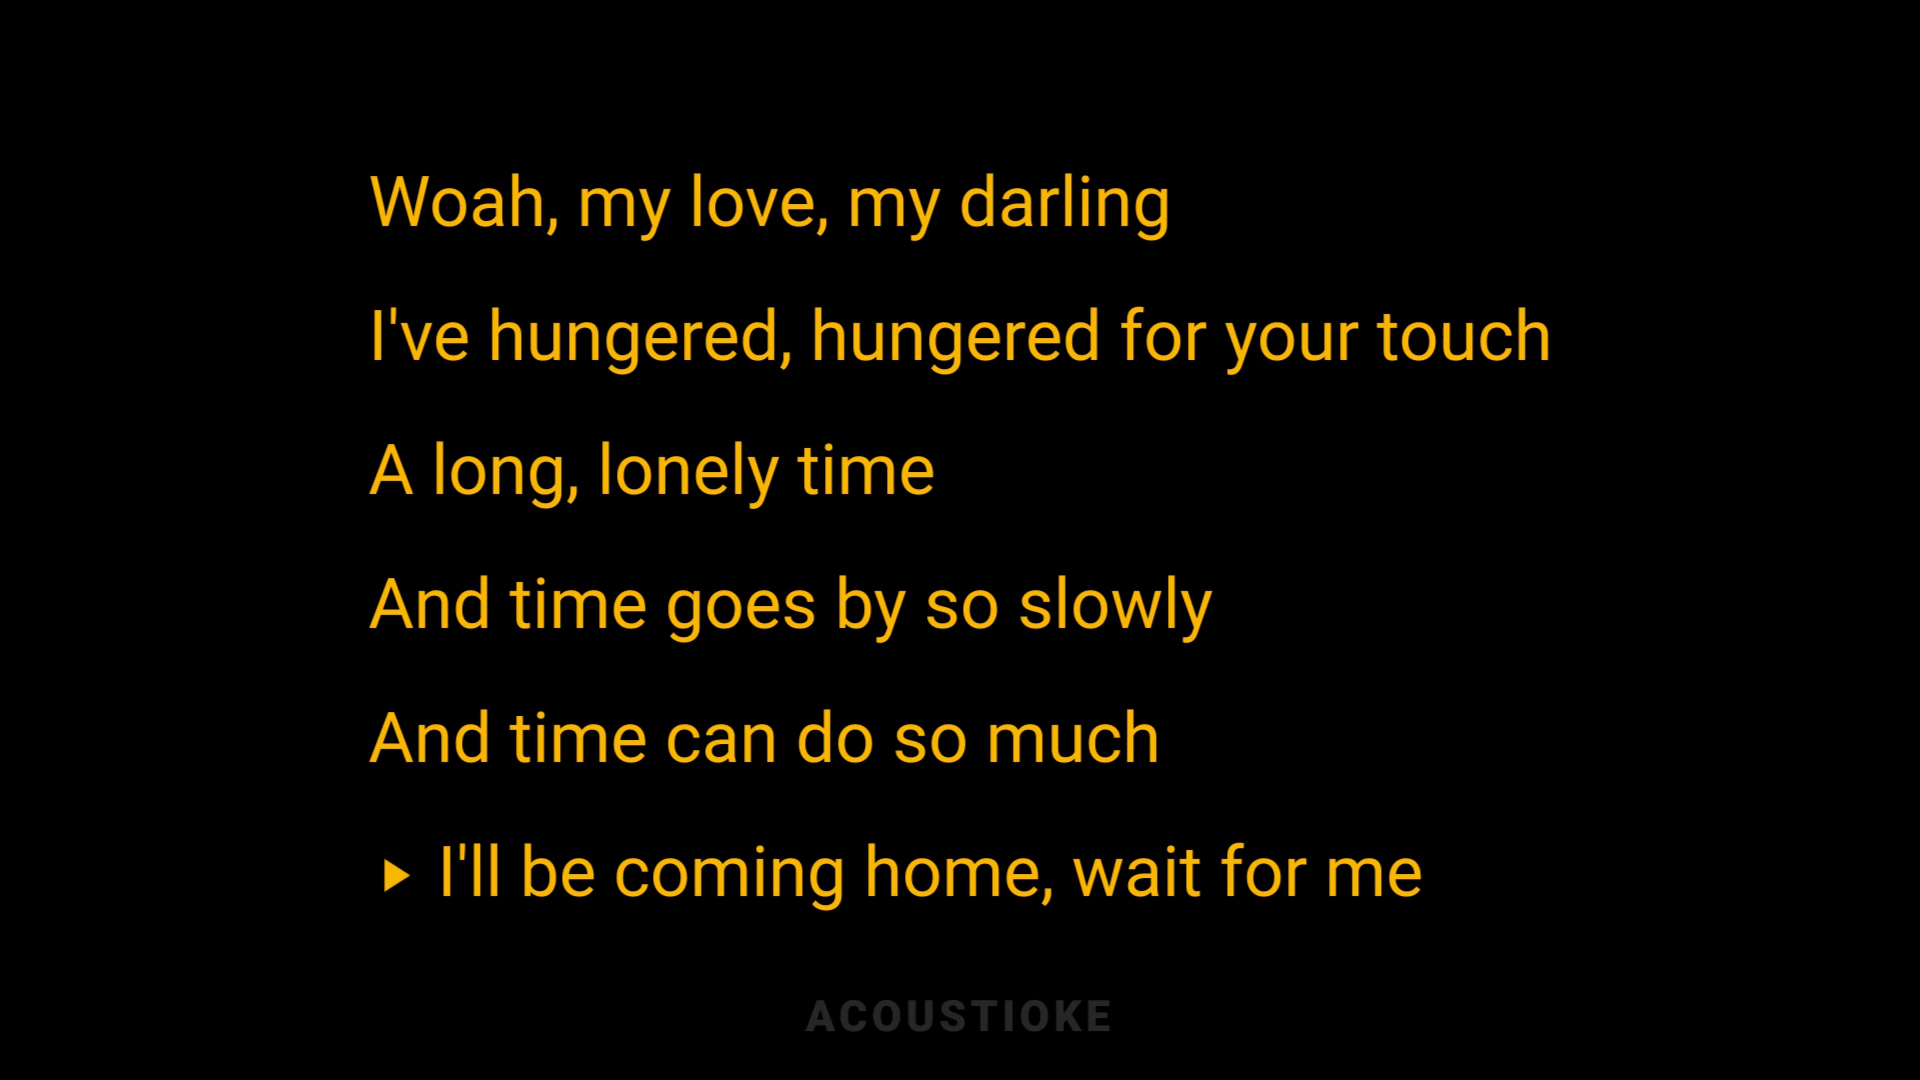 Woah, my love, my darling
I've hungered, hungered for your touch
A long, lonely time
And time goes by so slowly
And time can do so much
▶ I'll be coming home, wait for me
ACOUSTIOKE